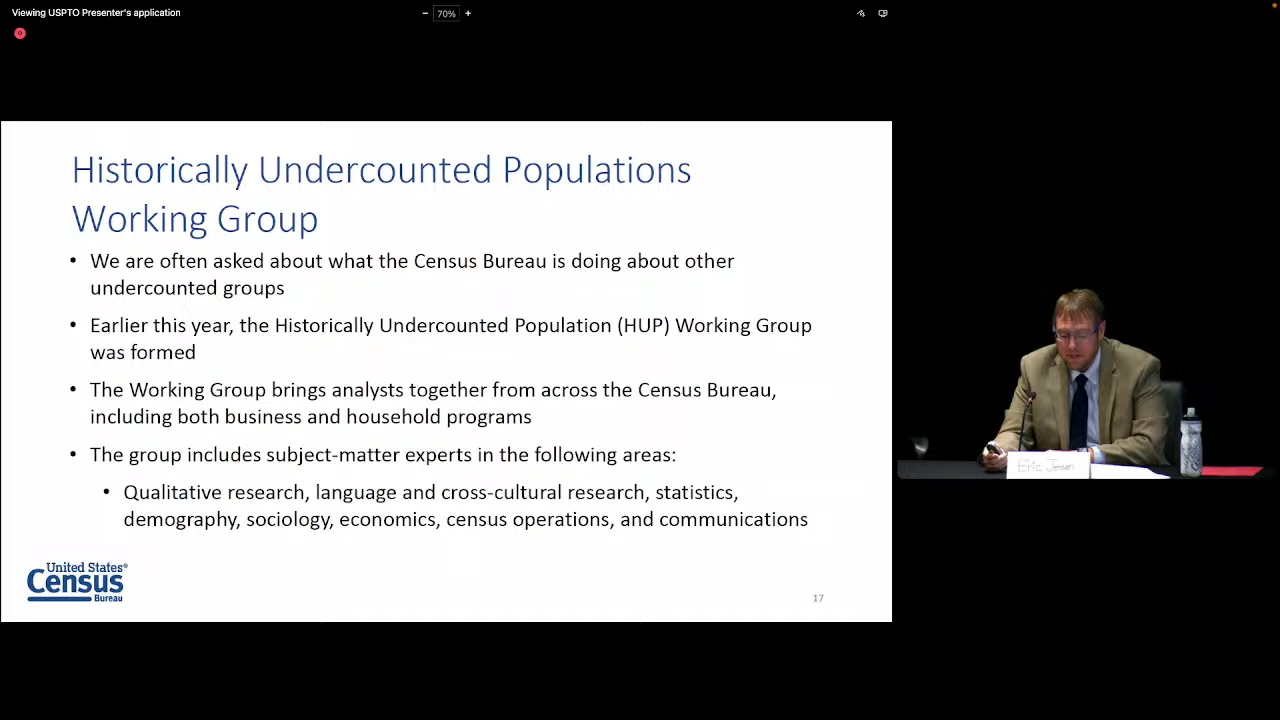 Viewing USPTO Presenter's application
− 70% +
Historically Undercounted Populations
Working Group
• We are often asked about what the Census Bureau is doing about other
undercounted groups
• Earlier this year, the Historically Undercounted Population (HUP) Working Group
was formed
• The Working Group brings analysts together from across the Census Bureau,
including both business and household programs
• The group includes subject-matter experts in the following areas:
• Qualitative research, language and cross-cultural research, statistics,
demography, sociology, economics, census operations, and communications
United States®
Census
Bureau
17
Eric Jensen